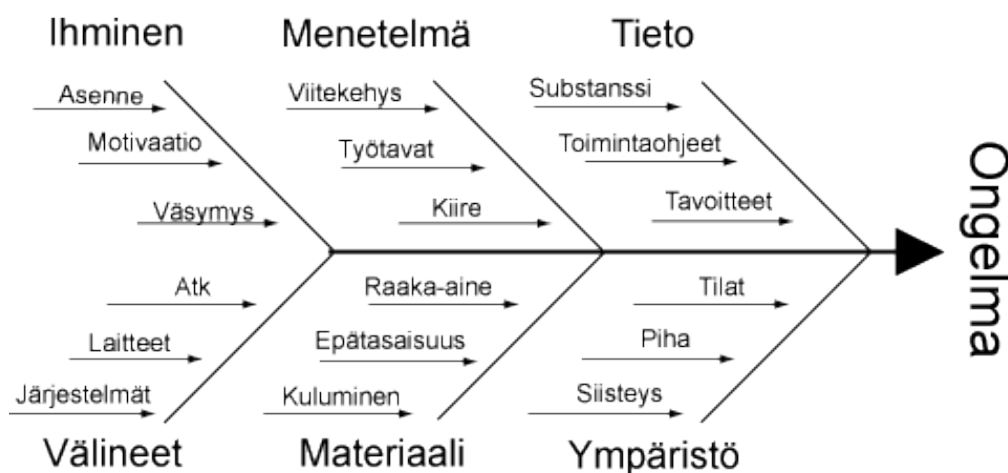 Ihminen
Menetelmä
Tieto
Asenne
Motivaatio
Väsymys
Viitekehys
Työtavat
Kiire
Substanssi
Toimintaohjeet
Tavoitteet
Ongelma
Atk
Laitteet
Järjestelmät
Raaka-aine
Epätasaisuus
Kuluminen
Tilat
Piha
Siisteys
Välineet
Materiaali
Ympäristö